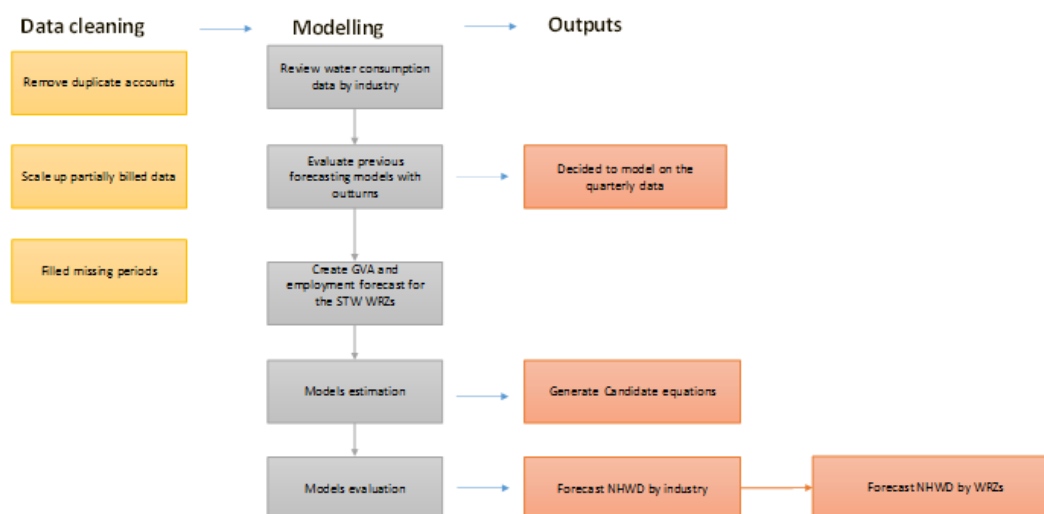 Data cleaning
Modelling
Outputs
Remove duplicate accounts
Scale up partially billed data
Filled missing periods
Review water consumption
data by industry
Evaluate previous
forecasting models with
outturns
Create GVA and
employment forecast for
the STW WRZs
Models estimation
Models evaluation
Decided to model on the
quarterly data
Generate Candidate equations
Forecast NHWD by industry
Forecast NHWD by WRZs